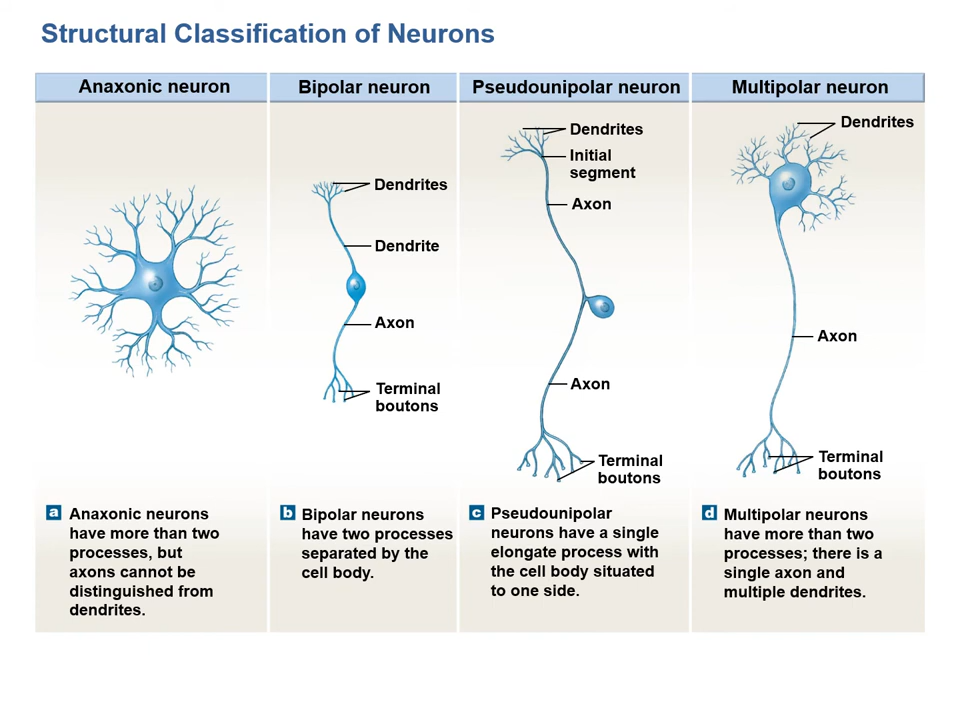 Structural Classification of Neurons
Anaxonic neuron
Bipolar neuron
Pseudounipolar neuron
Multipolar neuron
Dendrites
Dendrite
Axon
Terminal
boutons
Dendrites
Initial
segment
Axon
Axon
Terminal
boutons
Dendrites
Axon
Terminal
boutons
a Anaxonic neurons
have more than two
processes, but
axons cannot be
distinguished from
dendrites.
b Bipolar neurons
have two processes
separated by the
cell body.
c Pseudounipolar
neurons have a single
elongate process with
the cell body situated
to one side.
d Multipolar neurons
have more than two
processes; there is a
single axon and
multiple dendrites.